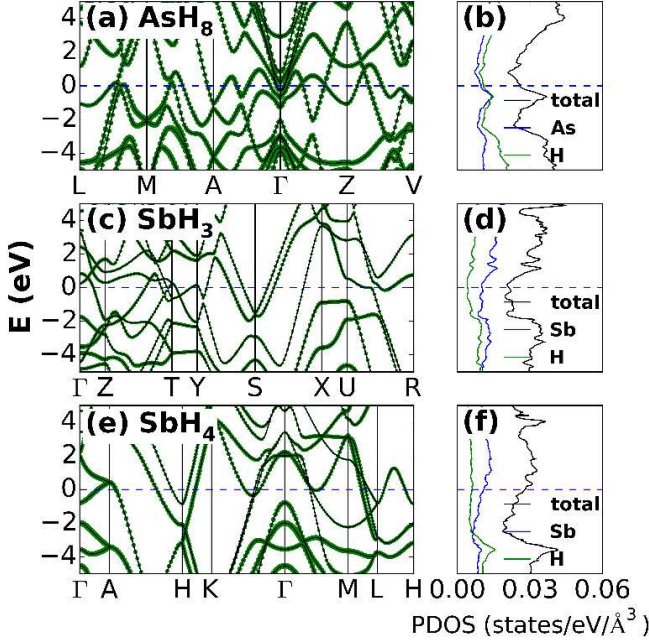 (a) AsH8
(b)
4
2
0
−2
−4
total
As
H
L M A Γ Z V
(c) SbH3
(d)
4
2
0
−2
−4
total
Sb
H
Γ Z T Y S X U R
(e) SbH4
(f)
4
2
0
−2
−4
total
Sb
H
Γ A H K Γ M L H
0.00 0.03 0.06
E (eV)
PDOS (states/eV/Å³)